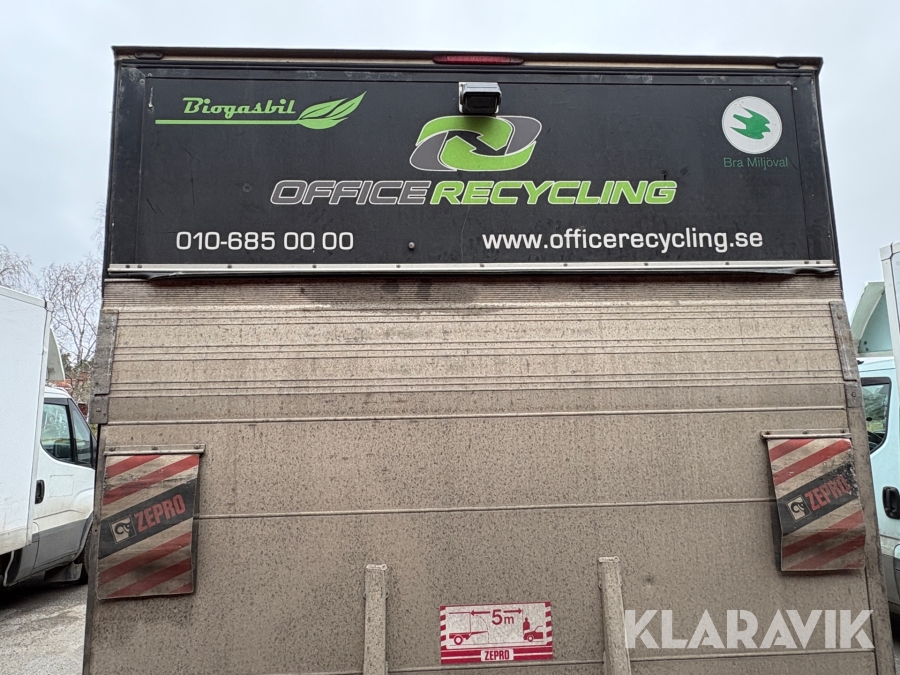 Biogasbil
Bra Miljöval
OFFICE RECYCLING
010-685 00 00
www.officerecycling.se
ZEPRO
ZEPRO
5m
ZEPRO
KLARAVIK